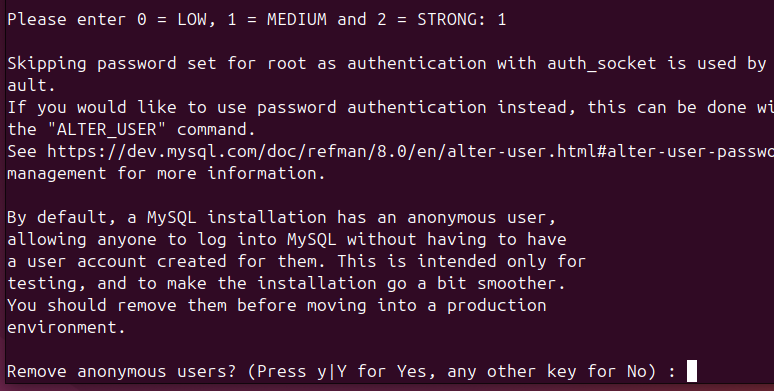 Please enter 0 = LOW, 1 = MEDIUM and 2 = STRONG: 1
Skipping password set for root as authentication with auth_socket is used by
ault.
If you would like to use password authentication instead, this can be done wi
the "ALTER_USER" command.
See https://dev.mysql.com/doc/refman/8.0/en/alter-user.html#alter-user-passwo
management for more information.
By default, a MySQL installation has an anonymous user,
allowing anyone to log into MySQL without having to have
a user account created for them. This is intended only for
testing, and to make the installation go a bit smoother.
You should remove them before moving into a production
environment.
Remove anonymous users? (Press y|Y for Yes, any other key for No) :